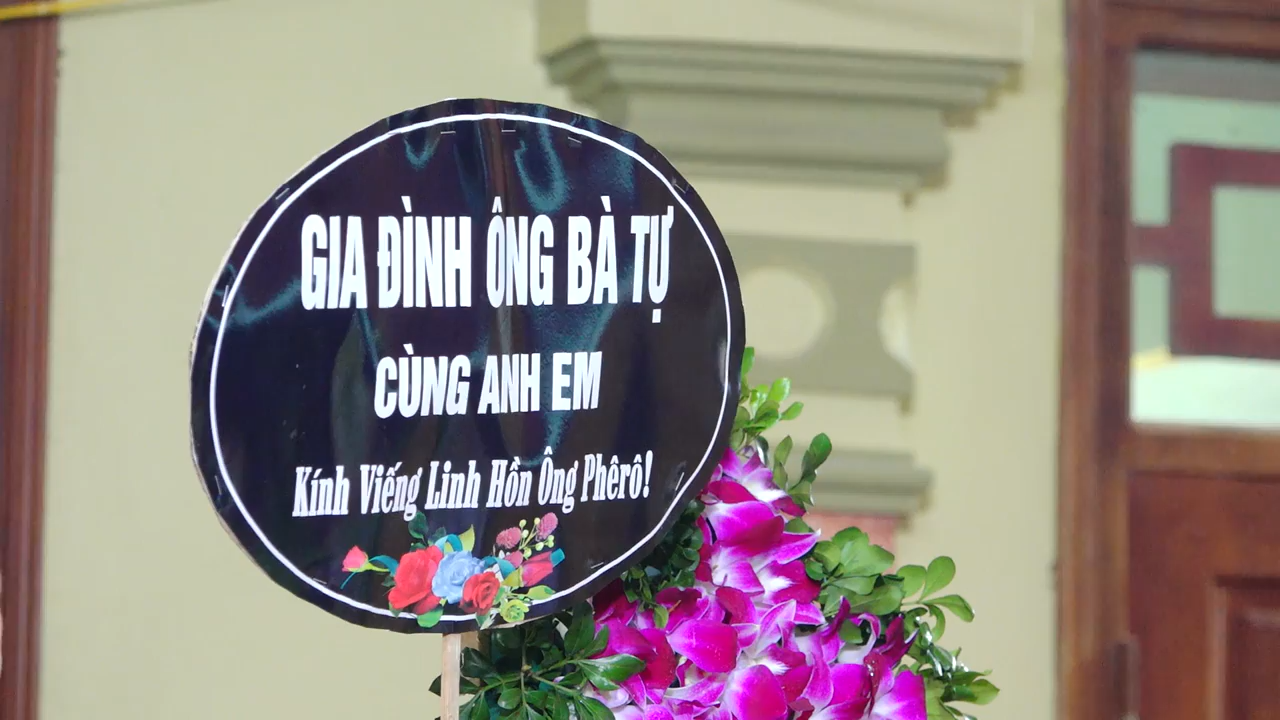 GIA ĐÌNH ÔNG BÀ TỰ
CÙNG ANH EM
Kính Viếng Linh Hồn Ông Phêrô!